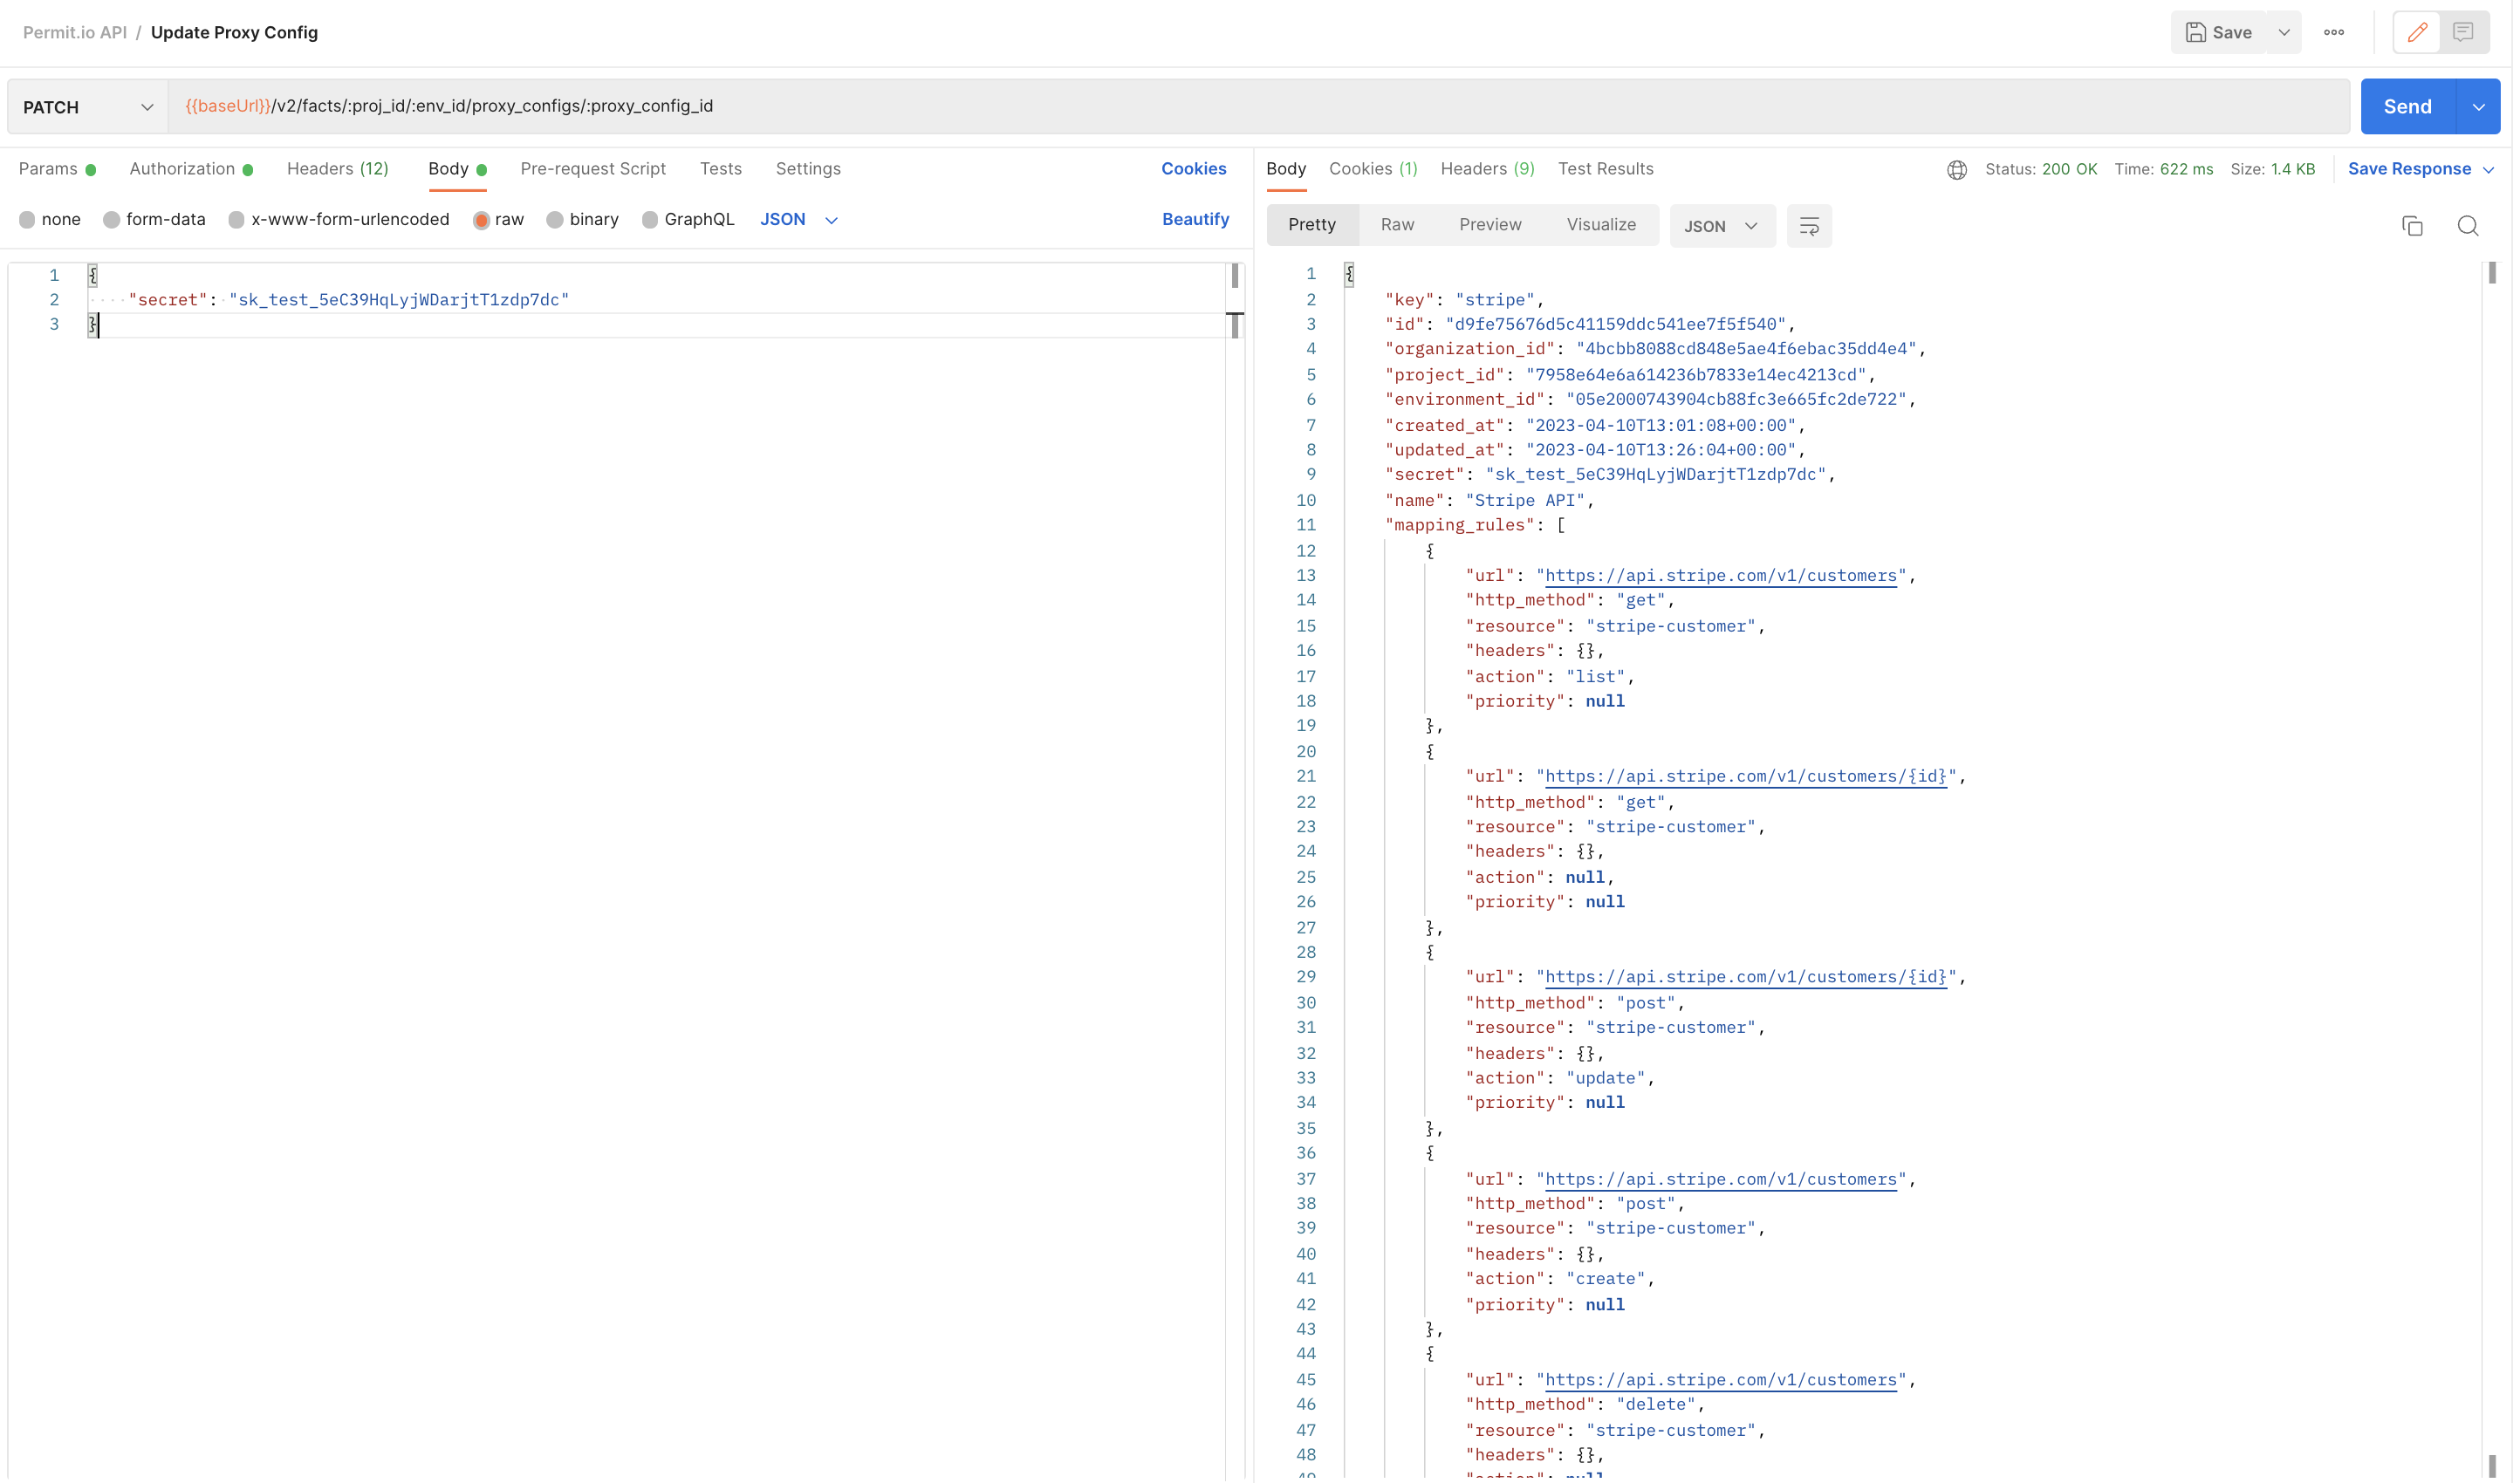 Permit.io API / Update Proxy Config
Save
PATCH
{{baseUrl}}/v2/facts/:proj_id/:env_id/proxy_configs/:proxy_config_id
Send
Params
Authorization
Headers (12)
Body
Pre-request Script
Tests
Settings
Cookies
none
form-data
x-www-form-urlencoded
raw
binary
GraphQL
JSON
Beautify
1 {
2 "secret": "sk_test_5eC39HqLyjWDarjtT1zdp7dc"
3 }
Body
Cookies (1)
Headers (9)
Test Results
Status: 200 OK
Time: 622 ms
Size: 1.4 KB
Save Response
Pretty
Raw
Preview
Visualize
JSON
1 {
2 "key": "stripe",
3 "id": "d9fe75676d5c41159ddc541ee7f5f540",
4 "organization_id": "4bcbb8088cd848e5ae4f6ebac35dd4e4",
5 "project_id": "7958e64e6a614236b7833e14ec4213cd",
6 "environment_id": "05e2000743904cb88fc3e665fc2de722",
7 "created_at": "2023-04-10T13:01:08+00:00",
8 "updated_at": "2023-04-10T13:26:04+00:00",
9 "secret": "sk_test_5eC39HqLyjWDarjtT1zdp7dc",
10 "name": "Stripe API",
11 "mapping_rules": [
12 {
13 "url": "https://api.stripe.com/v1/customers",
14 "http_method": "get",
15 "resource": "stripe-customer",
16 "headers": {},
17 "action": "list",
18 "priority": null
19 },
20 {
21 "url": "https://api.stripe.com/v1/customers/{id}",
22 "http_method": "get",
23 "resource": "stripe-customer",
24 "headers": {},
25 "action": null,
26 "priority": null
27 },
28 {
29 "url": "https://api.stripe.com/v1/customers/{id}",
30 "http_method": "post",
31 "resource": "stripe-customer",
32 "headers": {},
33 "action": "update",
34 "priority": null
35 },
36 {
37 "url": "https://api.stripe.com/v1/customers",
38 "http_method": "post",
39 "resource": "stripe-customer",
40 "headers": {},
41 "action": "create",
42 "priority": null
43 },
44 {
45 "url": "https://api.stripe.com/v1/customers",
46 "http_method": "delete",
47 "resource": "stripe-customer",
48 "headers": {},